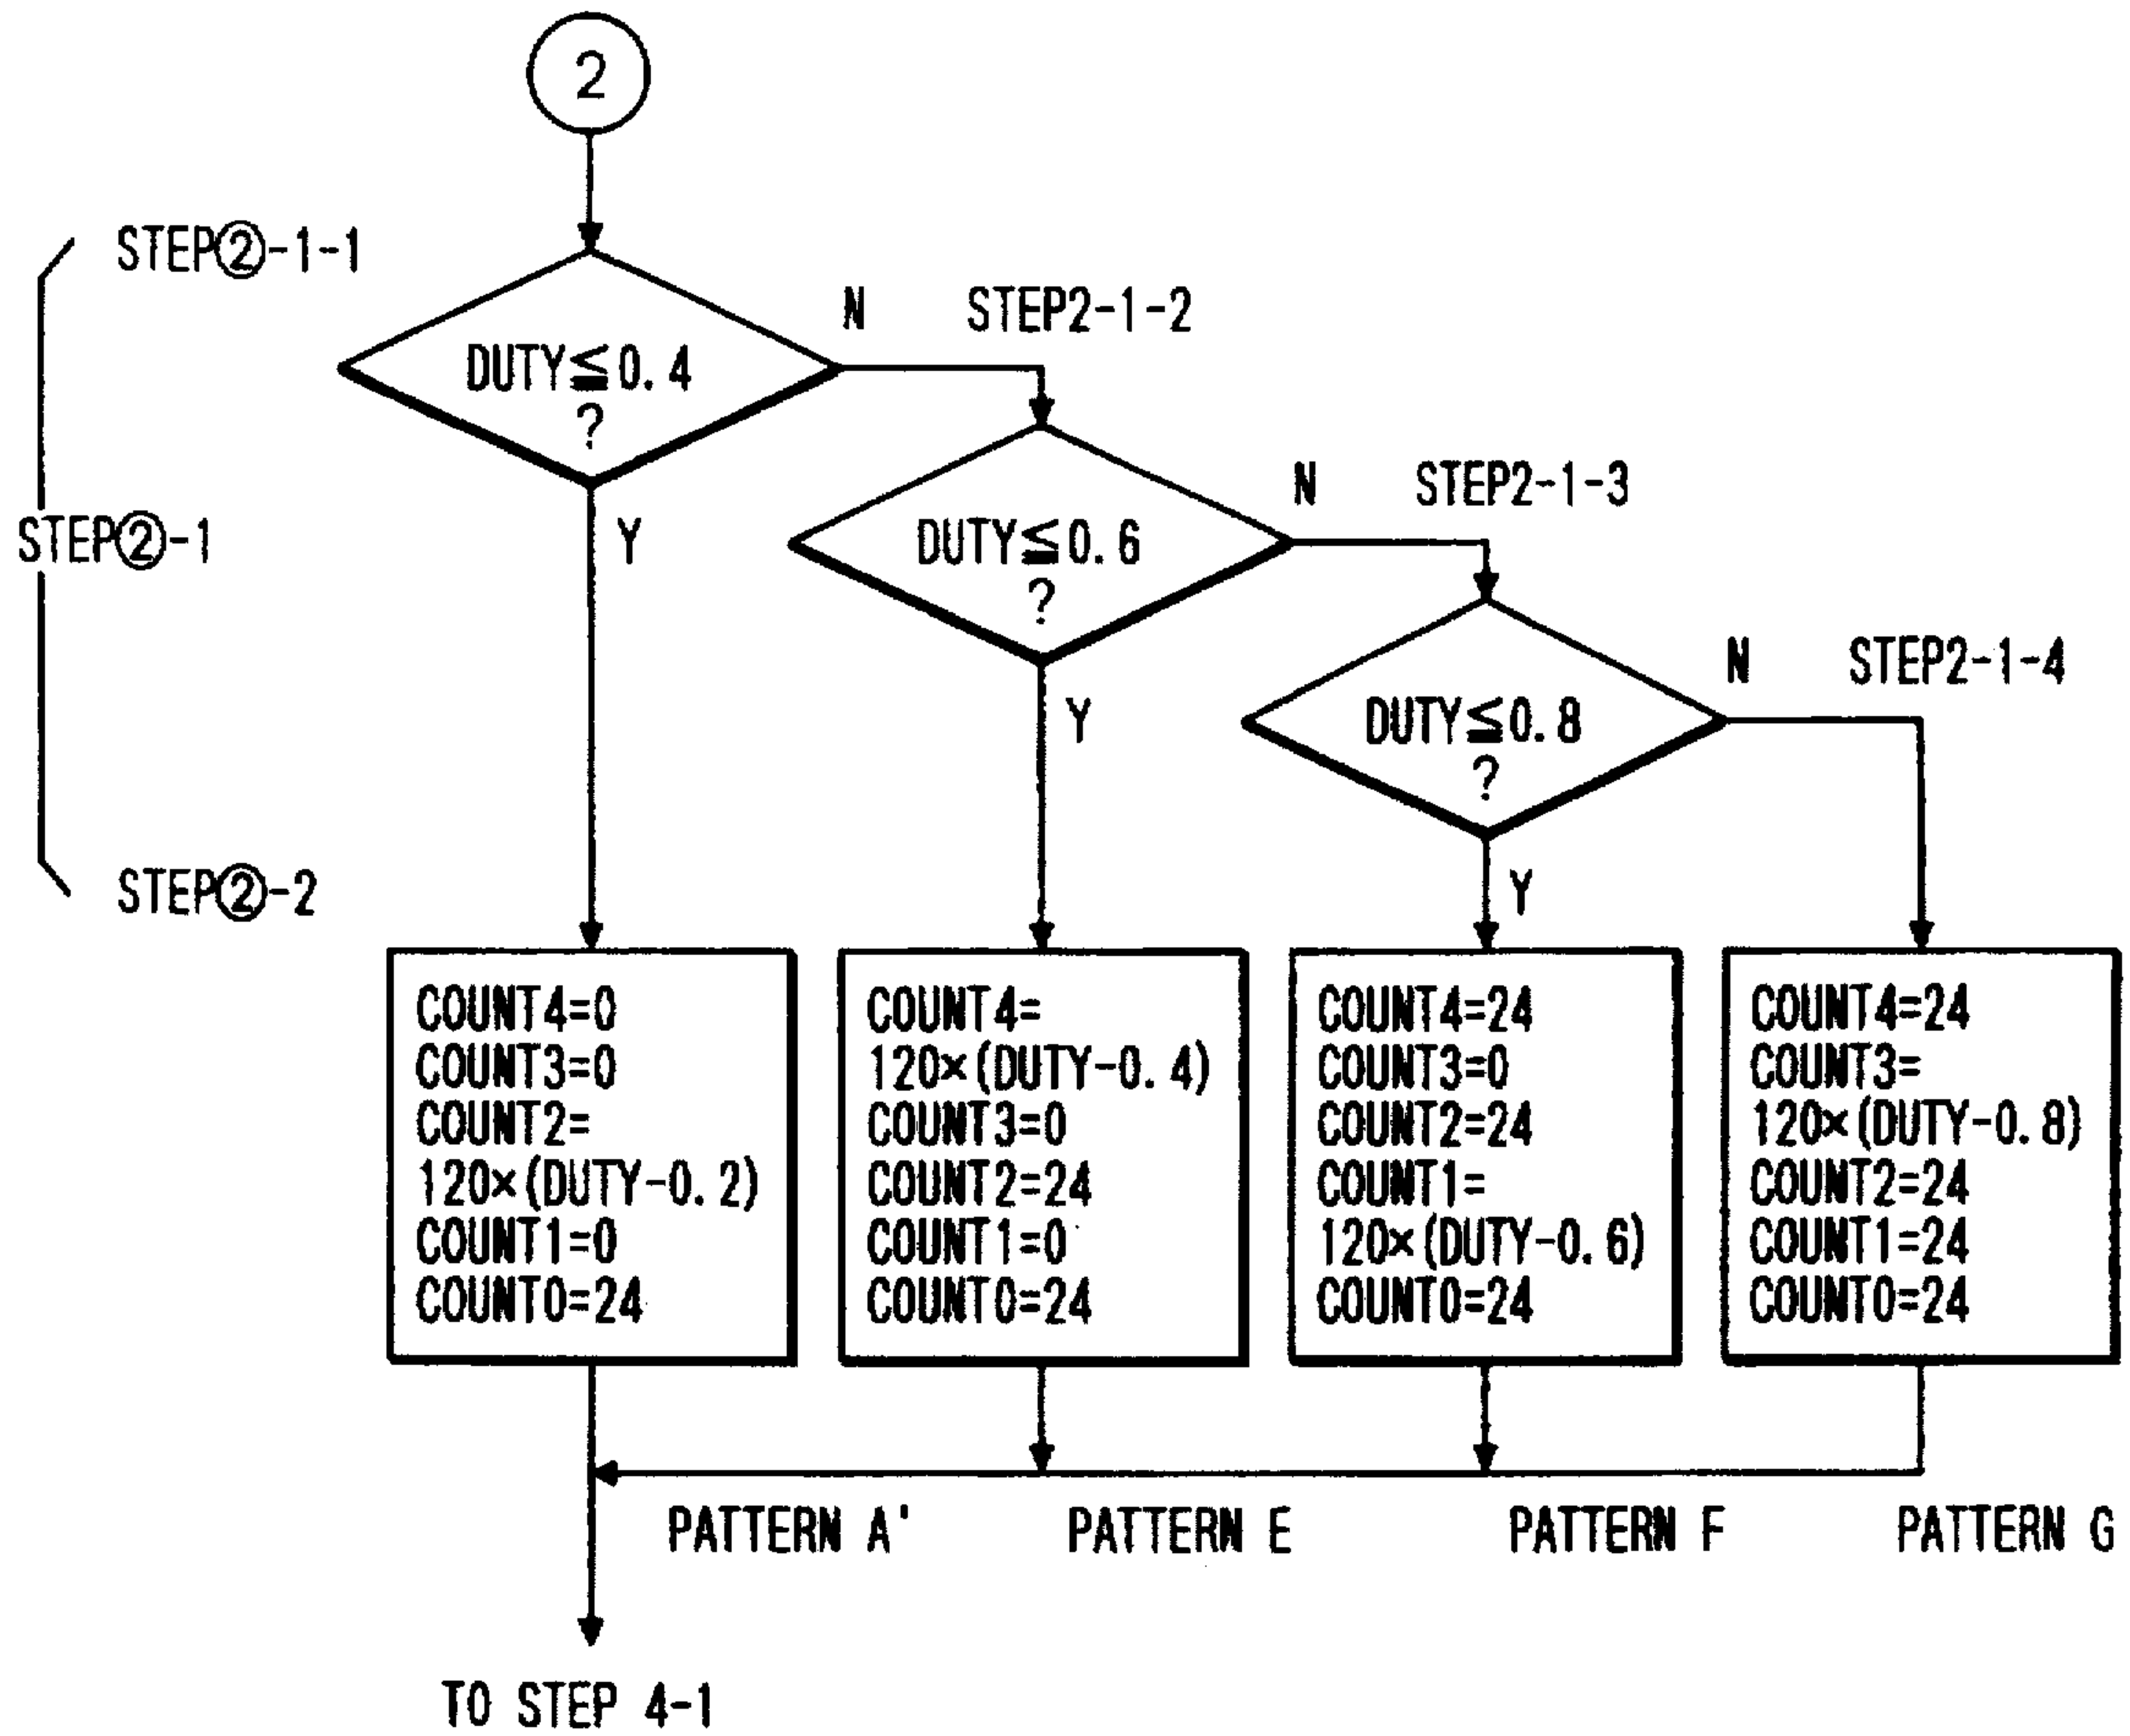 2
STEP②-1-1
N STEP2-1-2
DUTY≦0.4
?
N STEP2-1-3
STEP②-1
Y
DUTY≦0.6
?
N STEP2-1-4
Y
DUTY≦0.8
?
Y
STEP②-2
COUNT4=0
COUNT3=0
COUNT2=
120×(DUTY-0.2)
COUNT1=0
COUNT0=24
COUNT4=
120×(DUTY-0.4)
COUNT3=0
COUNT2=24
COUNT1=0
COUNT0=24
COUNT4=24
COUNT3=0
COUNT2=24
COUNT1=
120×(DUTY-0.6)
COUNT0=24
COUNT4=24
COUNT3=
120×(DUTY-0.8)
COUNT2=24
COUNT1=24
COUNT0=24
PATTERN A' PATTERN E PATTERN F PATTERN G
TO STEP 4-1